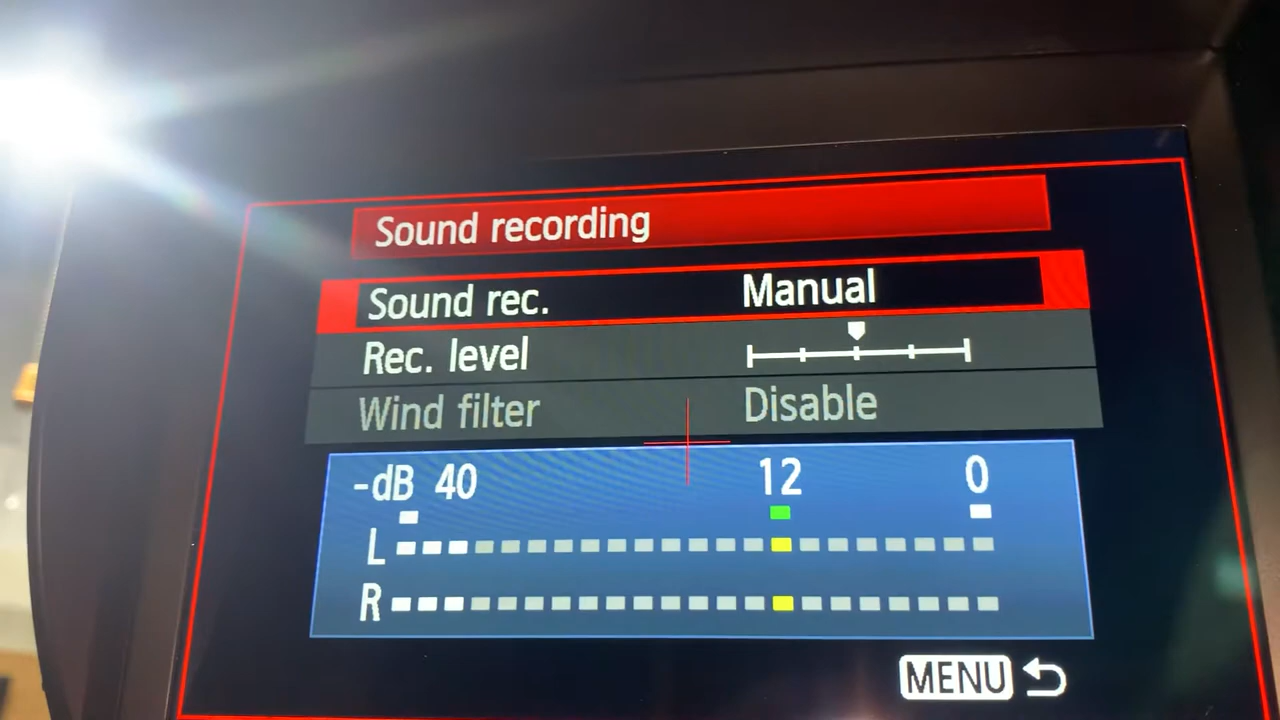 Sound recording
Sound rec. Manual
Rec. level
Wind filter Disable
-dB 40 12 0
L
R
MENU